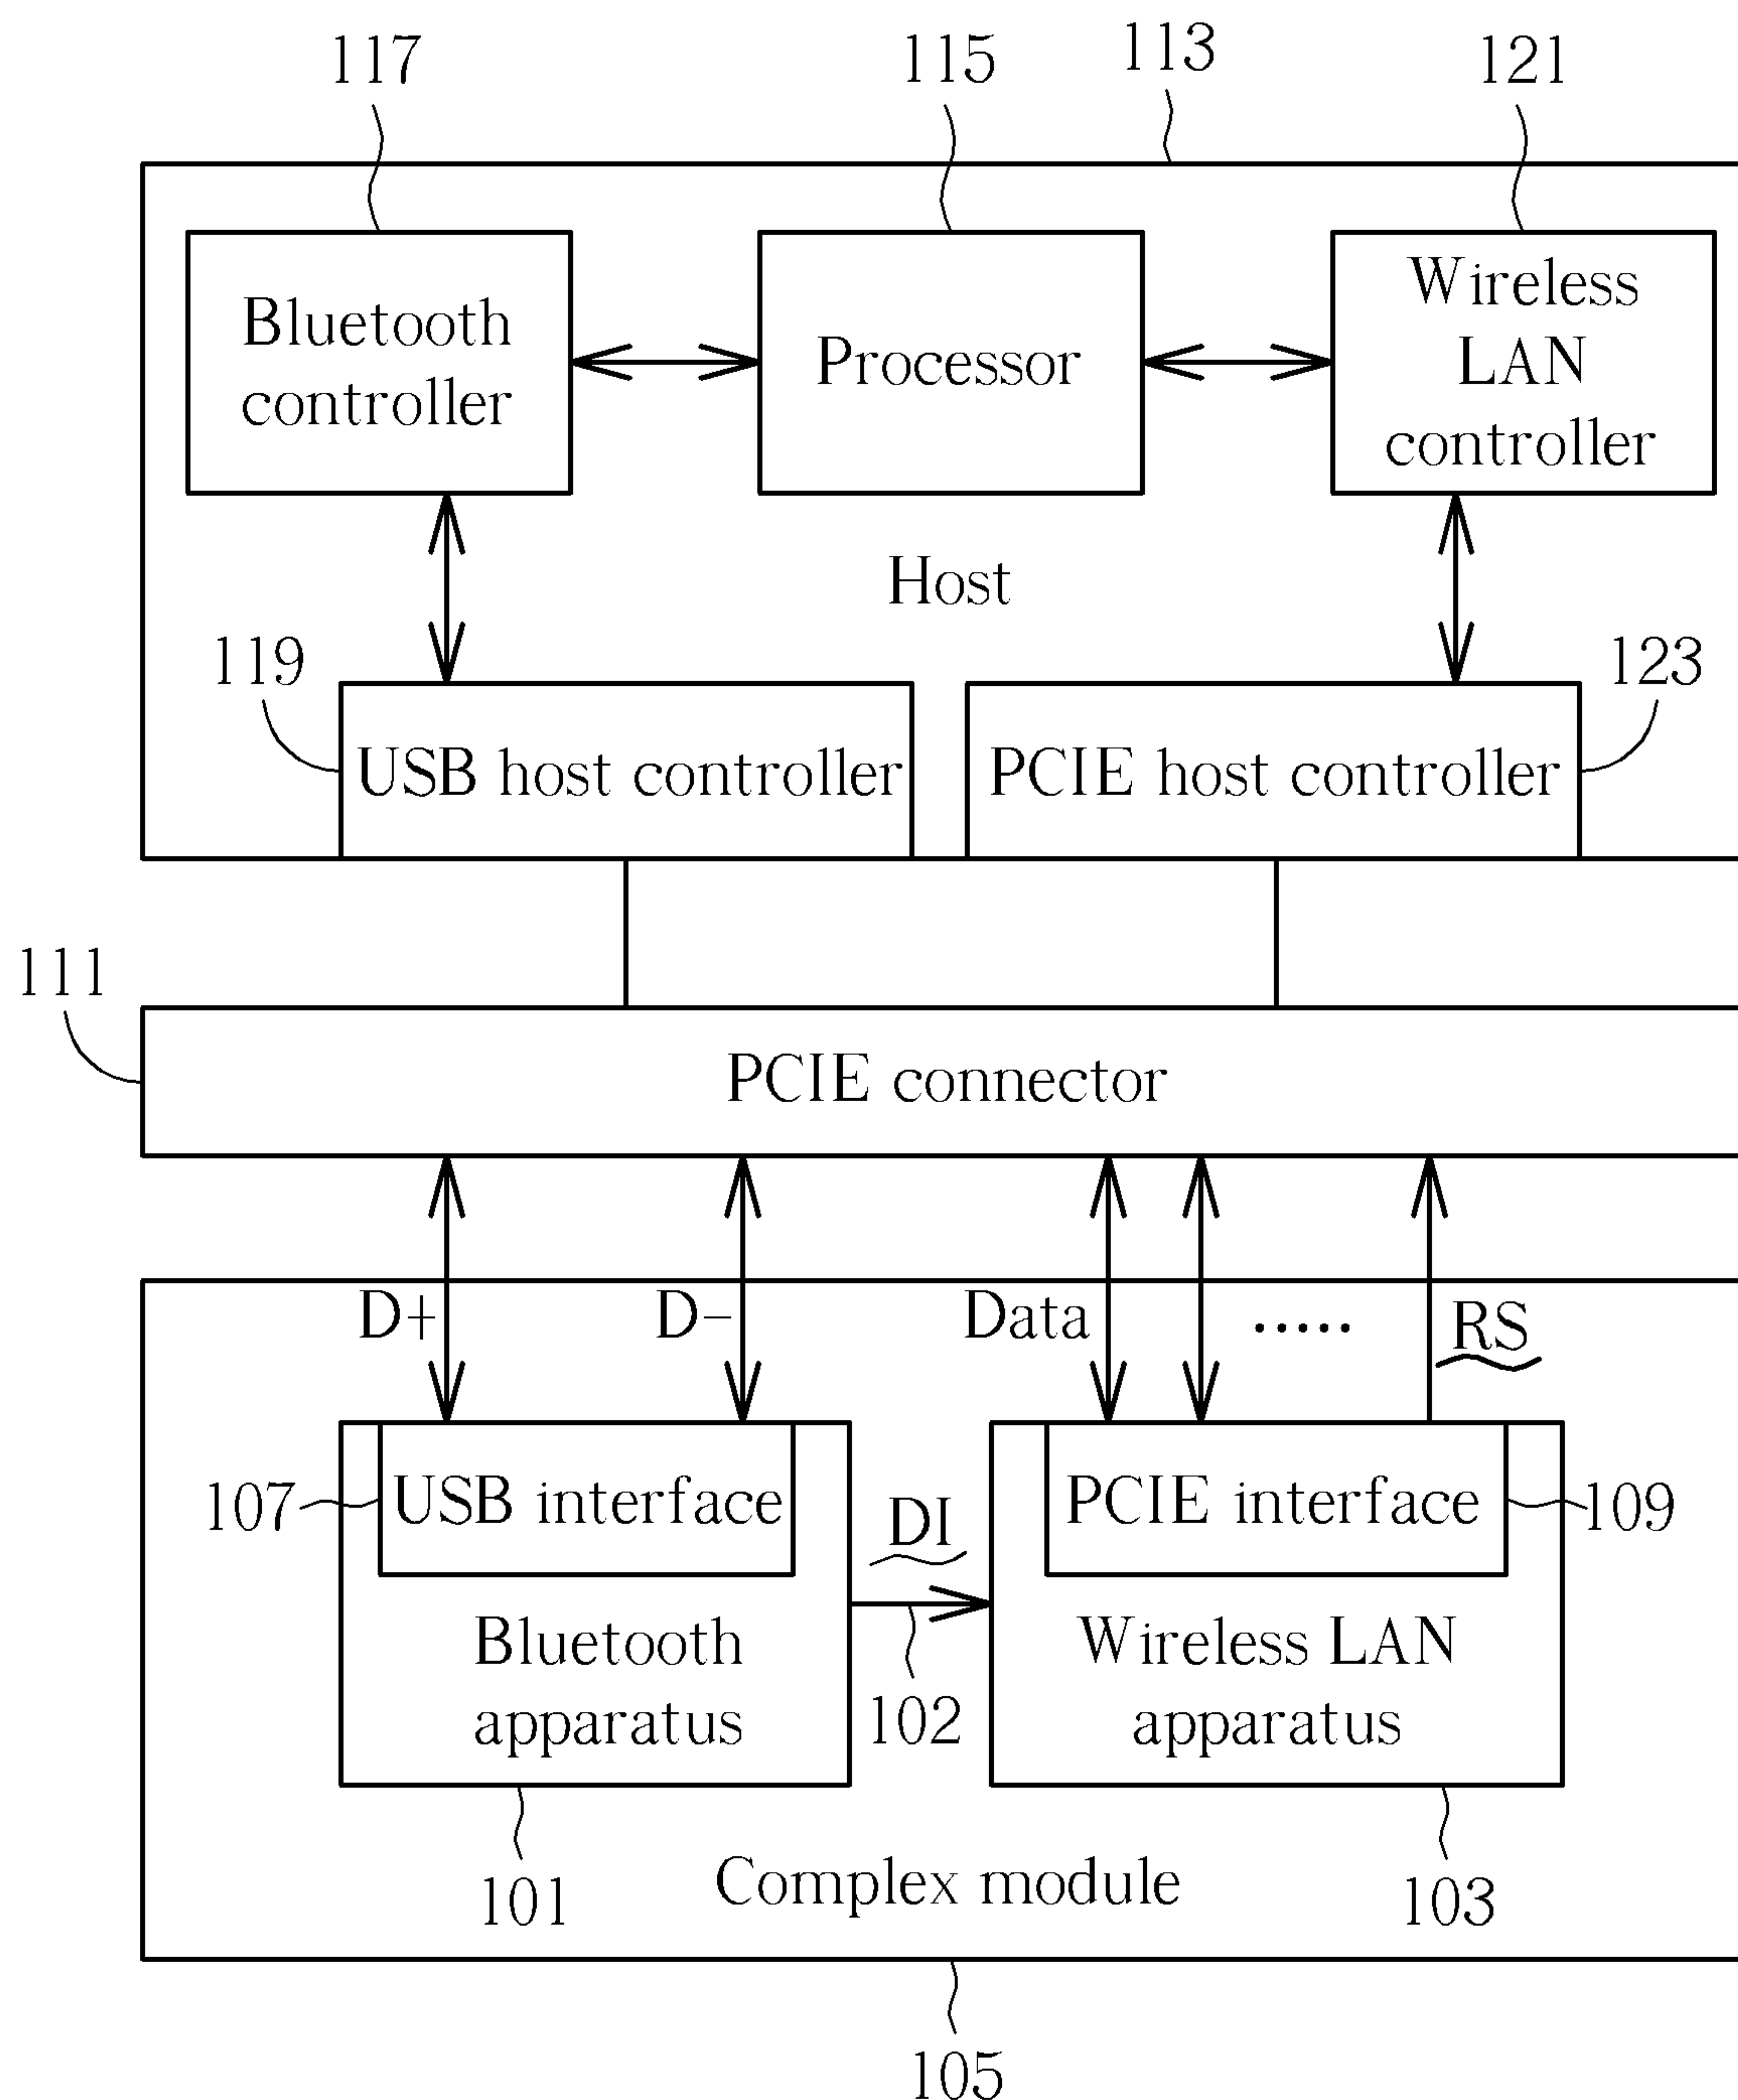 117
115
113
121
Bluetooth
controller
Processor
Wireless
LAN
controller
Host
119
123
USB host controller
PCIE host controller
111
PCIE connector
D+
D−
Data
.....
RS
107
USB interface
DI
PCIE interface
109
Bluetooth
apparatus
102
Wireless LAN
apparatus
101
Complex module
103
105